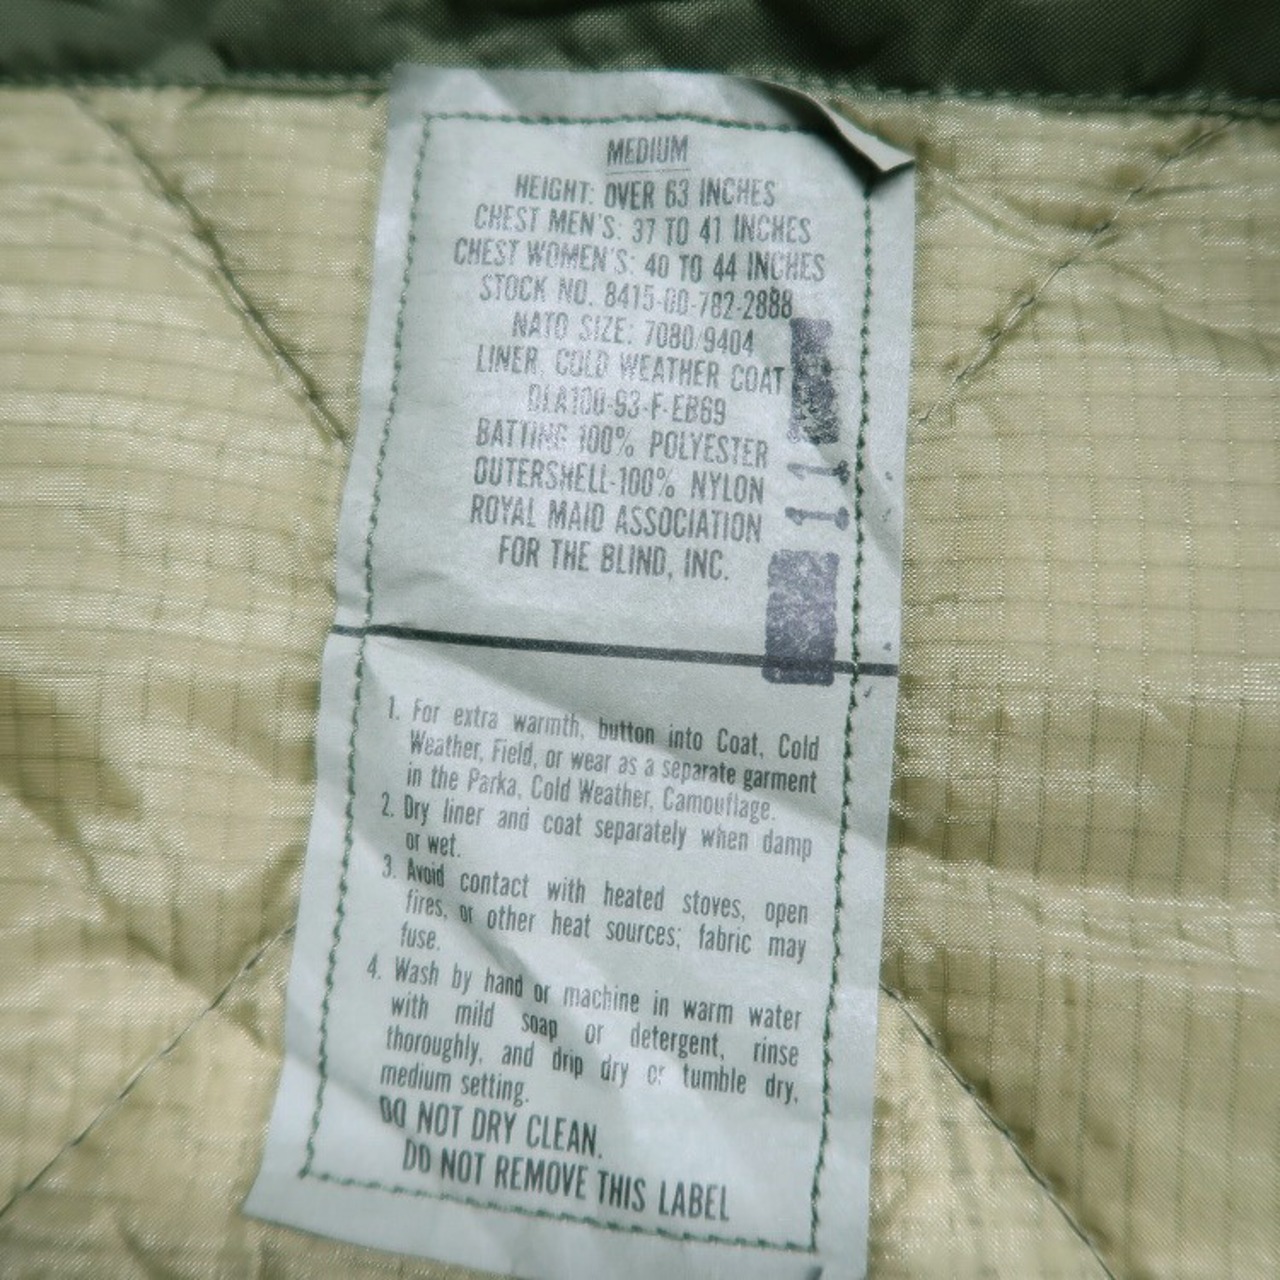 MEDIUM
HEIGHT: OVER 63 INCHES
CHEST MEN'S: 37 TO 41 INCHES
CHEST WOMEN'S: 40 TO 44 INCHES
STOCK NO. 8415-00-782-2888
NATO SIZE: 7080/9404
LINER, COLD WEATHER COAT
DLA100-93-F-EB69
BATTING 100% POLYESTER
OUTERSHELL-100% NYLON
ROYAL MAID ASSOCIATION
FOR THE BLIND, INC.
11
1. For extra warmth, button into Coat, Cold
Weather, Field, or wear as a separate garment
in the Parka, Cold Weather, Camouflage.
2. Dry liner and coat separately when damp
or wet.
3. Avoid contact with heated stoves, open
fires, or other heat sources; fabric may
fuse.
4. Wash by hand or machine in warm water
with mild soap or detergent, rinse
thoroughly, and drip dry or tumble dry,
medium setting.
DO NOT DRY CLEAN.
DO NOT REMOVE THIS LABEL